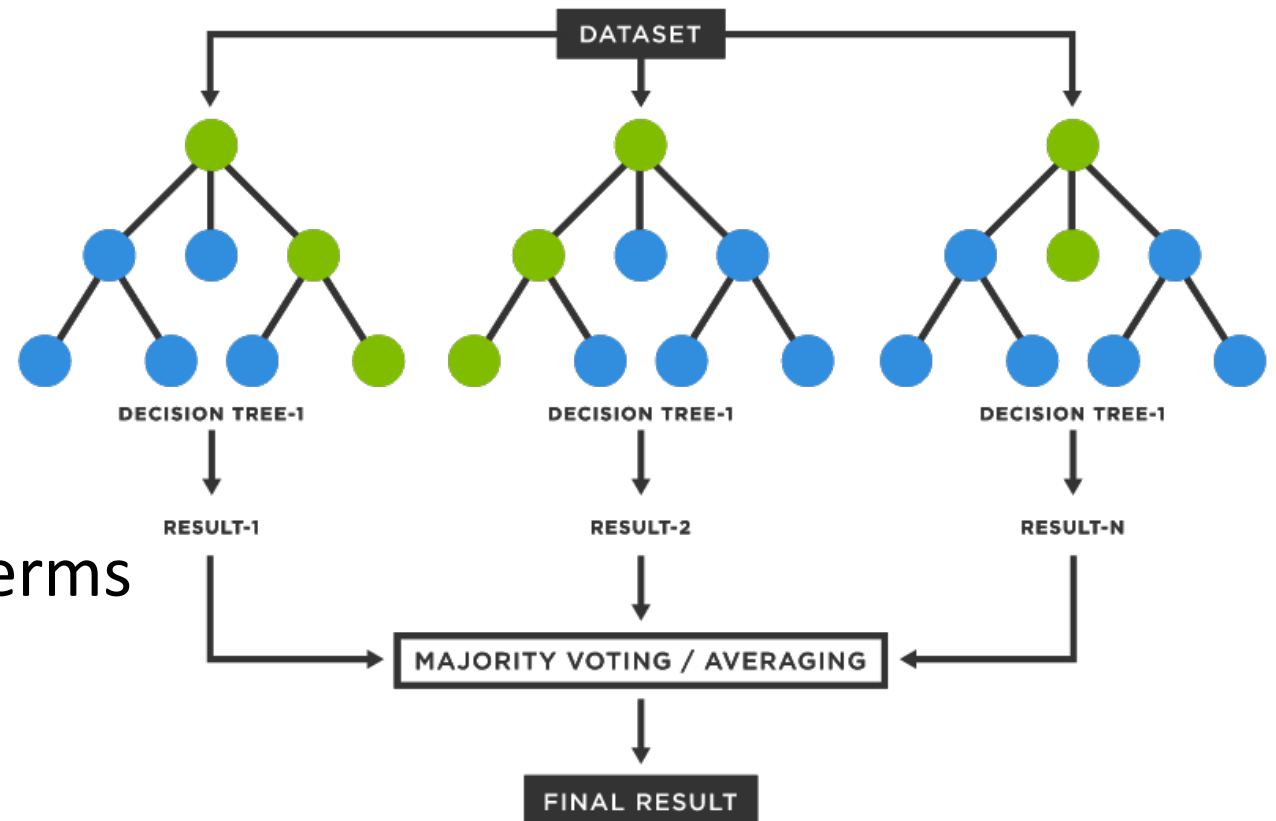 DATASET
DECISION TREE-1
DECISION TREE-1
DECISION TREE-1
RESULT-1
RESULT-2
RESULT-N
erms
MAJORITY VOTING / AVERAGING
FINAL RESULT